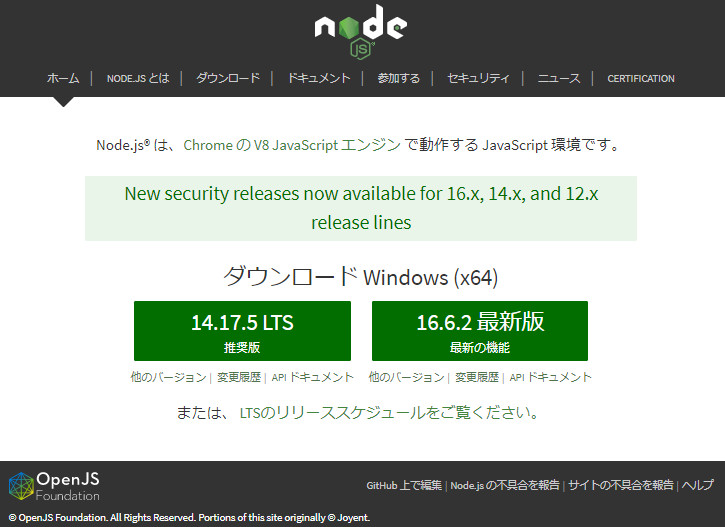 node
JS
ホーム | NODE.JS とは | ダウンロード | ドキュメント | 参加する | セキュリティ | ニュース | CERTIFICATION
Node.js® は、Chrome の V8 JavaScript エンジン で動作する JavaScript 環境です。
New security releases now available for 16.x, 14.x, and 12.x
release lines
ダウンロード Windows (x64)
14.17.5 LTS
推奨版
16.6.2 最新版
最新の機能
他のバージョン | 変更履歴 | API ドキュメント
他のバージョン | 変更履歴 | API ドキュメント
または、 LTSのリリーススケジュールをご覧ください。
OpenJS
Foundation
GitHub 上で編集 | Node.js の不具合を報告 | サイトの不具合を報告 | ヘルプ
© OpenJS Foundation. All Rights Reserved. Portions of this site originally © Joyent.